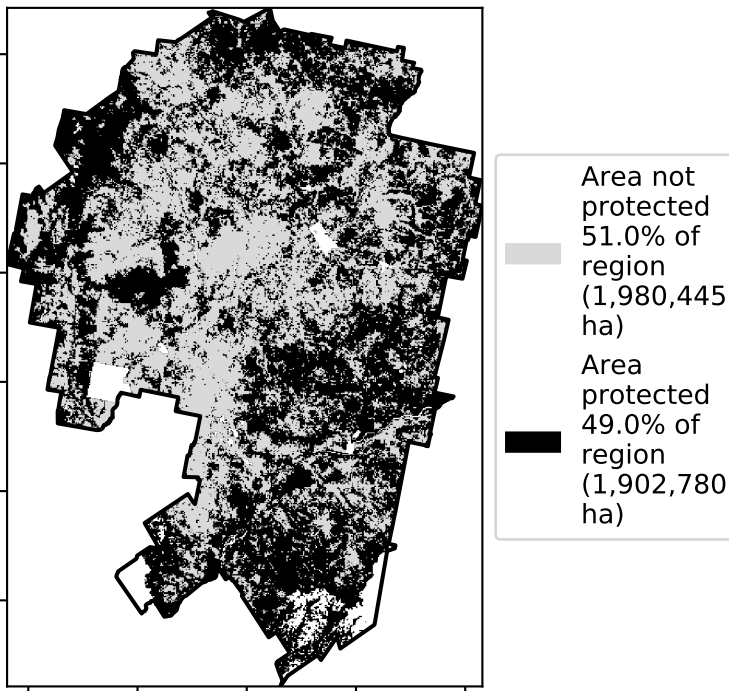 Area not
protected
51.0% of
region
(1,980,445
ha)
Area
protected
49.0% of
region
(1,902,780
ha)